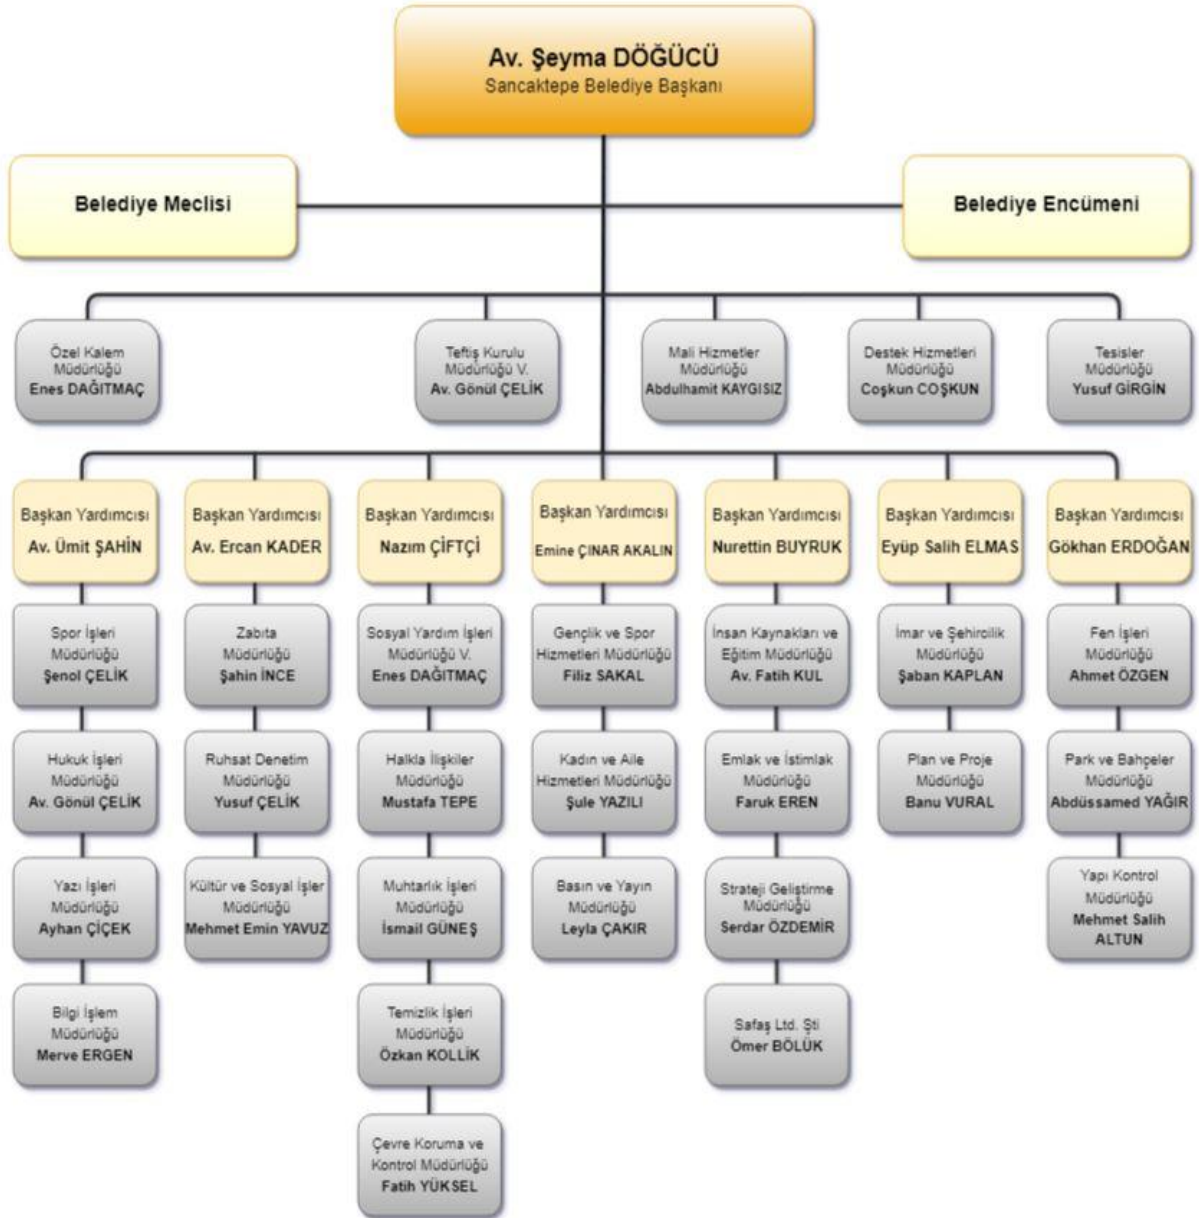 Av. Şeyma DÖĞÜCÜ
Sancaktepe Belediye Başkanı
Belediye Meclisi
Belediye Encümeni
Özel Kalem
Müdürlüğü
Enes DAĞITMAÇ
Teftiş Kurulu
Müdürlüğü V.
Av. Gönül ÇELİK
Mali Hizmetler
Müdürlüğü
Abdulhamit KAYGISIZ
Destek Hizmetleri
Müdürlüğü
Coşkun COŞKUN
Tesisler
Müdürlüğü
Yusuf GİRGİN
Başkan Yardımcısı
Av. Ümit ŞAHİN
Başkan Yardımcısı
Av. Ercan KADER
Başkan Yardımcısı
Nazım ÇİFTÇİ
Başkan Yardımcısı
Emine ÇINAR AKALIN
Başkan Yardımcısı
Nurettin BUYRUK
Başkan Yardımcısı
Eyüp Salih ELMAS
Başkan Yardımcısı
Gökhan ERDOĞAN
Spor İşleri
Müdürlüğü
Şenol ÇELİK
Zabıta
Müdürlüğü
Şahin İNCE
Sosyal Yardım İşleri
Müdürlüğü V.
Enes DAĞITMAÇ
Gençlik ve Spor
Hizmetleri Müdürlüğü
Filiz SAKAL
İnsan Kaynakları ve
Eğitim Müdürlüğü
Av. Fatih KUL
İmar ve Şehircilik
Müdürlüğü
Şaban KAPLAN
Fen İşleri
Müdürlüğü
Ahmet ÖZGEN
Hukuk İşleri
Müdürlüğü
Av. Gönül ÇELİK
Ruhsat Denetim
Müdürlüğü
Yusuf ÇELİK
Halkla İlişkiler
Müdürlüğü
Mustafa TEPE
Kadın ve Aile
Hizmetleri Müdürlüğü
Şule YAZILI
Emlak ve İstimlak
Müdürlüğü
Faruk EREN
Plan ve Proje
Müdürlüğü
Banu VURAL
Park ve Bahçeler
Müdürlüğü
Abdüssamed YAĞIR
Yazı İşleri
Müdürlüğü
Ayhan ÇİÇEK
Kültür ve Sosyal İşler
Müdürlüğü
Mehmet Emin YAVUZ
Muhtarlık İşleri
Müdürlüğü
İsmail GÜNEŞ
Basın ve Yayın
Müdürlüğü
Leyla ÇAKIR
Strateji Geliştirme
Müdürlüğü
Serdar ÖZDEMİR
Yapı Kontrol
Müdürlüğü
Mehmet Salih
ALTUN
Bilgi İşlem
Müdürlüğü
Merve ERGEN
Temizlik İşleri
Müdürlüğü
Özkan KOLLİK
Safaş Ltd. Şti
Ömer BÖLÜK
Çevre Koruma ve
Kontrol Müdürlüğü
Fatih YÜKSEL